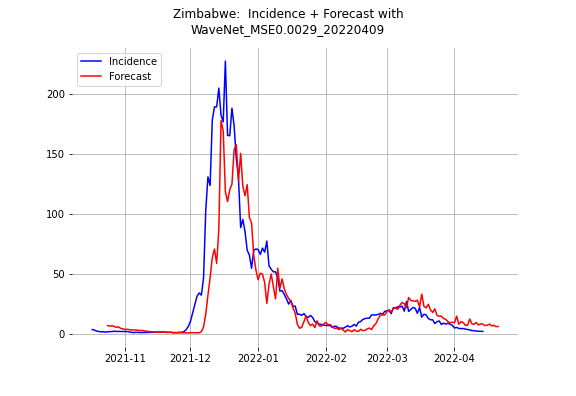 Zimbabwe:  Incidence + Forecast with
WaveNet_MSE0.0029_20220409
Incidence
Forecast
200
150
100
50
0
2021-11
2021-12
2022-01
2022-02
2022-03
2022-04